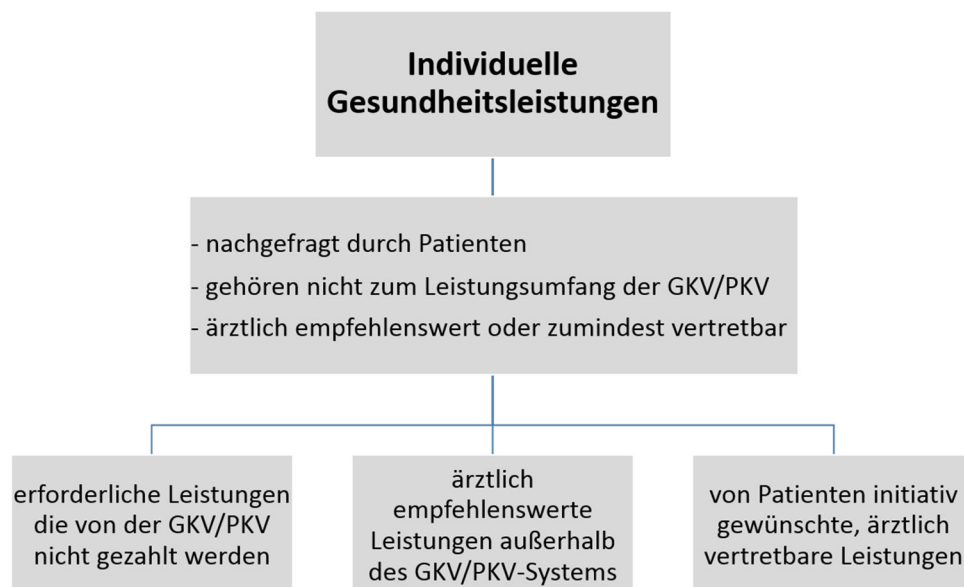 Individuelle
Gesundheitsleistungen
- nachgefragt durch Patienten
- gehören nicht zum Leistungsumfang der GKV/PKV
- ärztlich empfehlenswert oder zumindest vertretbar
erforderliche Leistungen
die von der GKV/PKV
nicht gezahlt werden
ärztlich
empfehlenswerte
Leistungen außerhalb
des GKV/PKV-Systems
von Patienten initiativ
gewünschte, ärztlich
vertretbare Leistungen